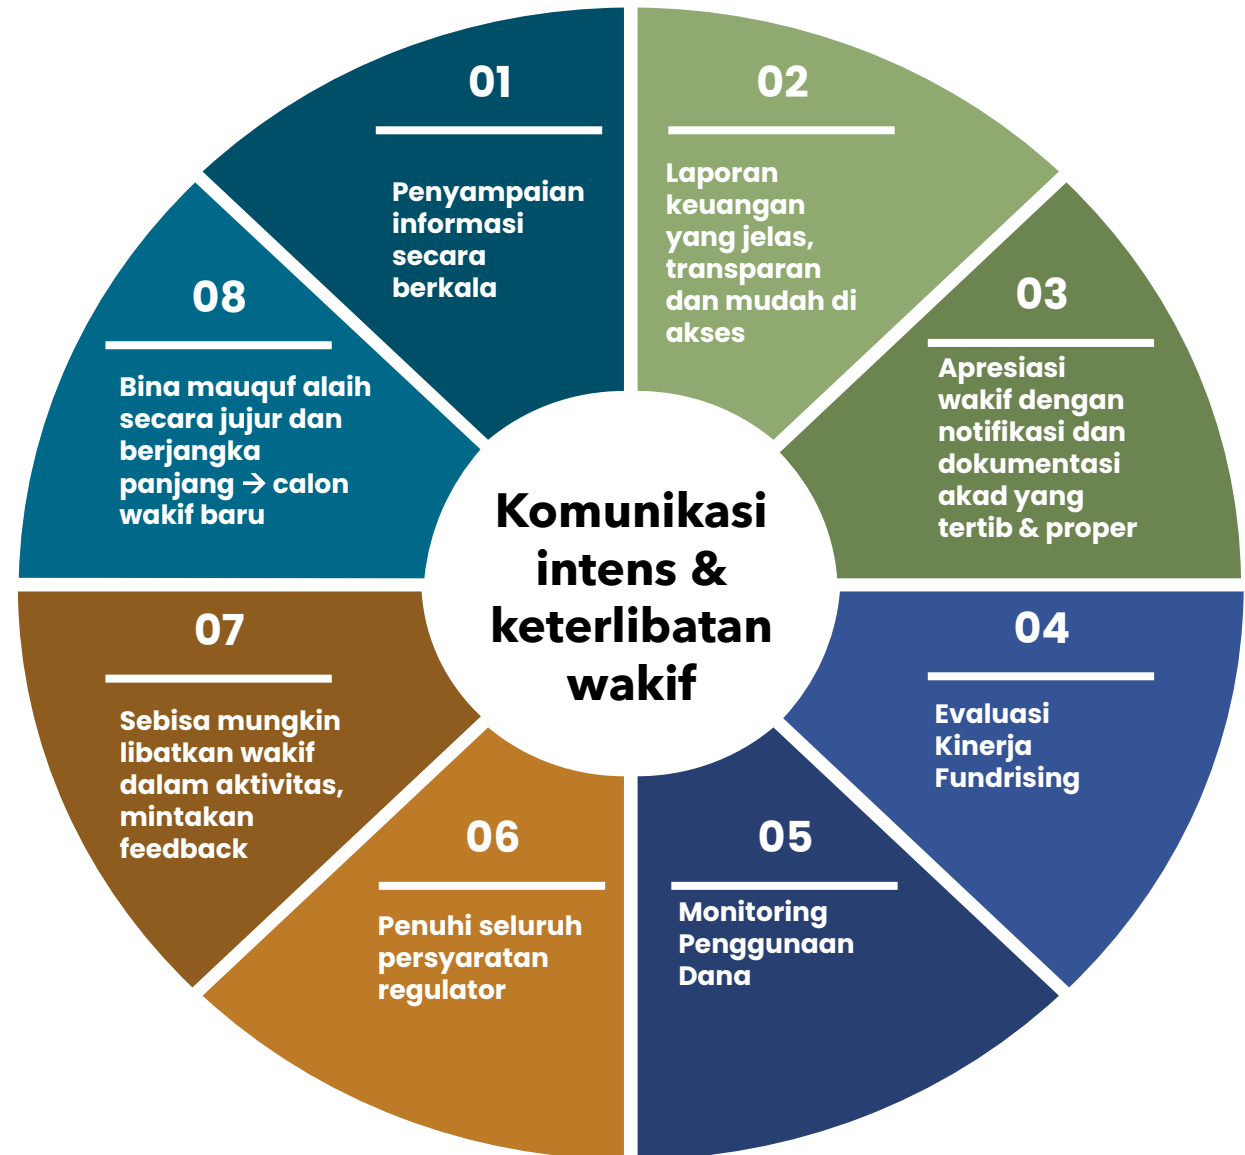 01
Penyampaian
informasi
secara
berkala
02
Laporan
keuangan
yang jelas,
transparan
dan mudah di
akses
03
Apresiasi
wakif dengan
notifikasi dan
dokumentasi
akad yang
tertib & proper
04
Evaluasi
Kinerja
Fundrising
05
Monitoring
Penggunaan
Dana
06
Penuhi seluruh
persyaratan
regulator
07
Sebisa mungkin
libatkan wakif
dalam aktivitas,
mintakan
feedback
08
Bina mauquf alaih
secara jujur dan
berjangka
panjang → calon
wakif baru
Komunikasi
intens &
keterlibatan
wakif